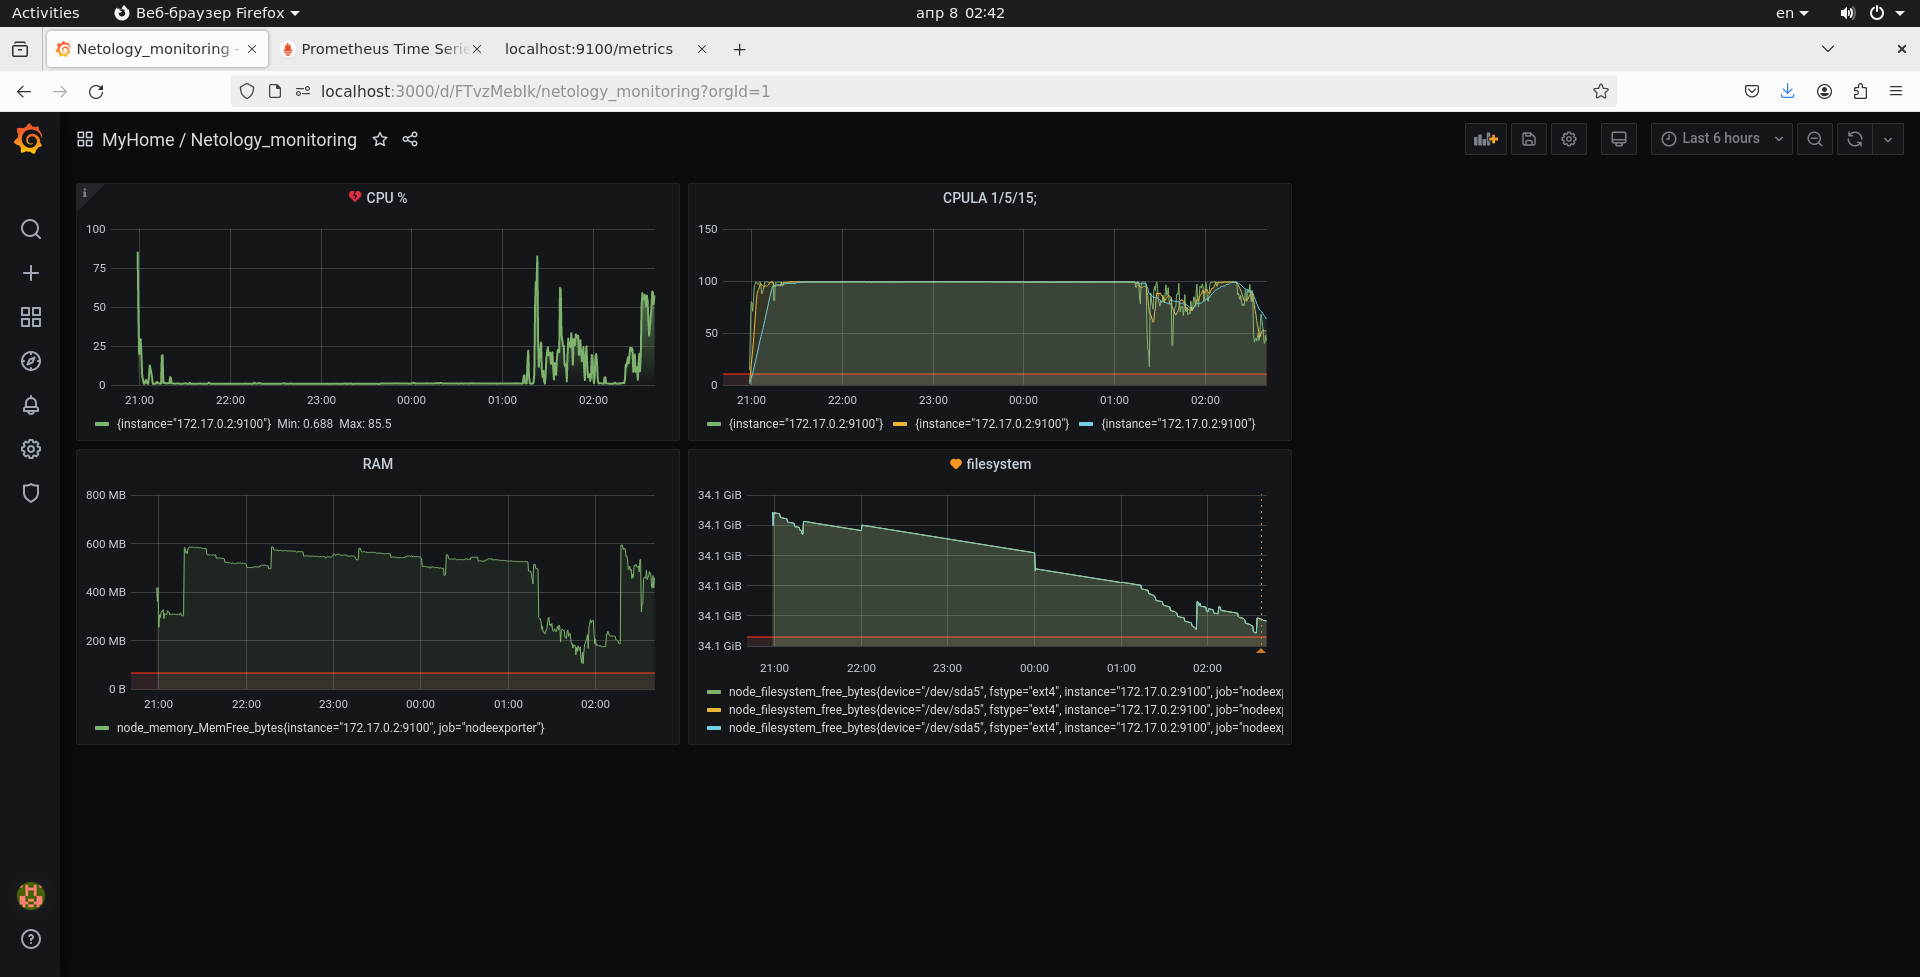 Activities Веб-браузер Firefox апр 8 02:42 en
Netology_monitoring - Prometheus Time Serie localhost:9100/metrics
localhost:3000/d/FTvzMebIk/netology_monitoring?orgId=1
MyHome / Netology_monitoring Last 6 hours
i CPU %
100
75
50
25
0
21:00 22:00 23:00 00:00 01:00 02:00
{instance="172.17.0.2:9100"} Min: 0.688 Max: 85.5
CPULA 1/5/15;
150
100
50
0
21:00 22:00 23:00 00:00 01:00 02:00
{instance="172.17.0.2:9100"} {instance="172.17.0.2:9100"} {instance="172.17.0.2:9100"}
RAM
800 MB
600 MB
400 MB
200 MB
0 B
21:00 22:00 23:00 00:00 01:00 02:00
node_memory_MemFree_bytes{instance="172.17.0.2:9100", job="nodeexporter"}
filesystem
34.1 GiB
34.1 GiB
34.1 GiB
34.1 GiB
34.1 GiB
34.1 GiB
21:00 22:00 23:00 00:00 01:00 02:00
node_filesystem_free_bytes{device="/dev/sda5", fstype="ext4", instance="172.17.0.2:9100", job="nodeexp
node_filesystem_free_bytes{device="/dev/sda5", fstype="ext4", instance="172.17.0.2:9100", job="nodeexp
node_filesystem_free_bytes{device="/dev/sda5", fstype="ext4", instance="172.17.0.2:9100", job="nodeexp